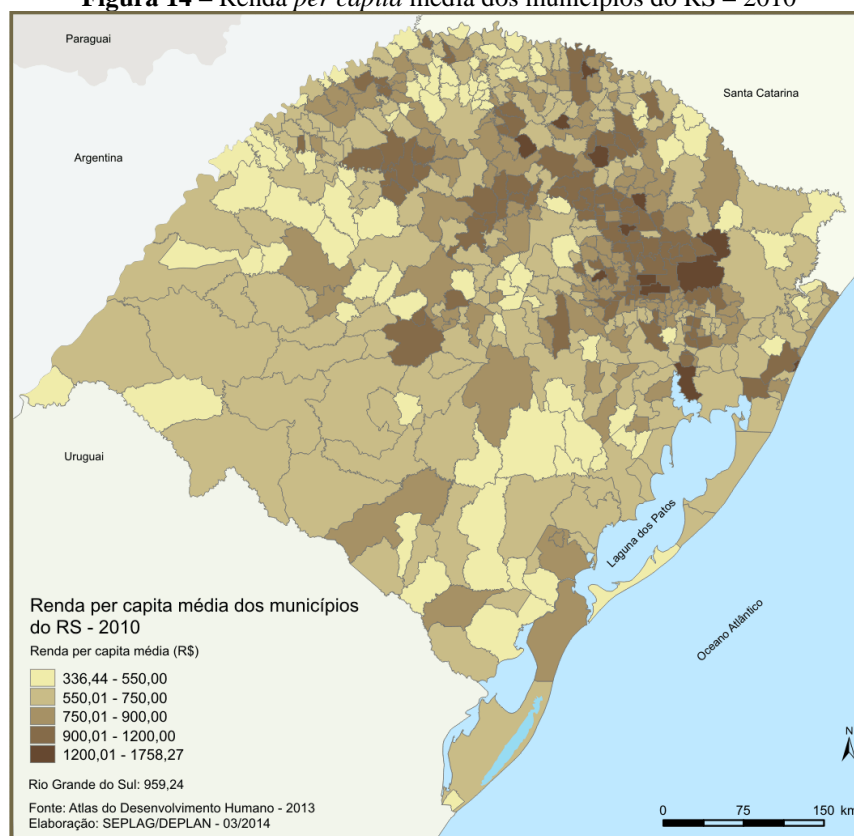 Figura 14 – Renda per capita média dos municípios do RS – 2010
Paraguai
Santa Catarina
Argentina
Uruguai
Laguna dos Patos
Oceano Atlântico
Renda per capita média dos municípios
do RS - 2010
Renda per capita média (R$)
336,44 - 550,00
550,01 - 750,00
750,01 - 900,00
900,01 - 1200,00
1200,01 - 1758,27
Rio Grande do Sul: 959,24
Fonte: Atlas do Desenvolvimento Humano - 2013
Elaboração: SEPLAG/DEPLAN - 03/2014
N
0 75 150 km